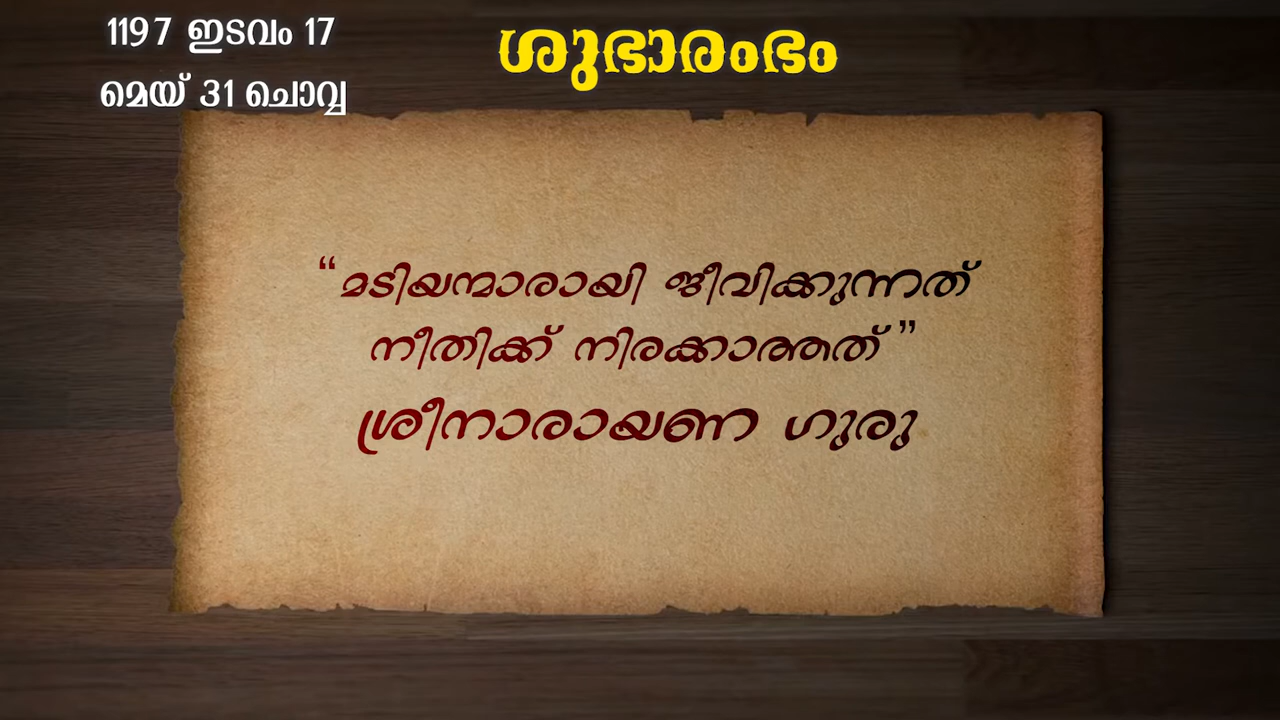 1197 ഇടവം 17
മെയ് 31 ചൊവ്വ
ശുഭാരംഭം
“മടിയന്മാരായി ജീവിക്കുന്നത്
നീതിക്ക് നിരക്കാത്തത്”
ശ്രീനാരായണ ഗുരു